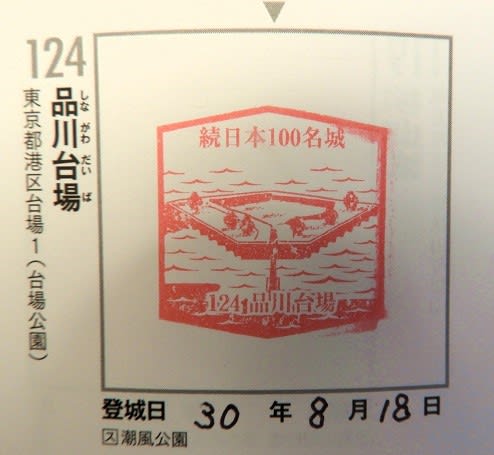 124
品川台場
しながわだいば
東京都港区台場1（台場公園）
続日本100名城
124 品川台場
登城日 30 年 8 月 18 日
ス 潮風公園